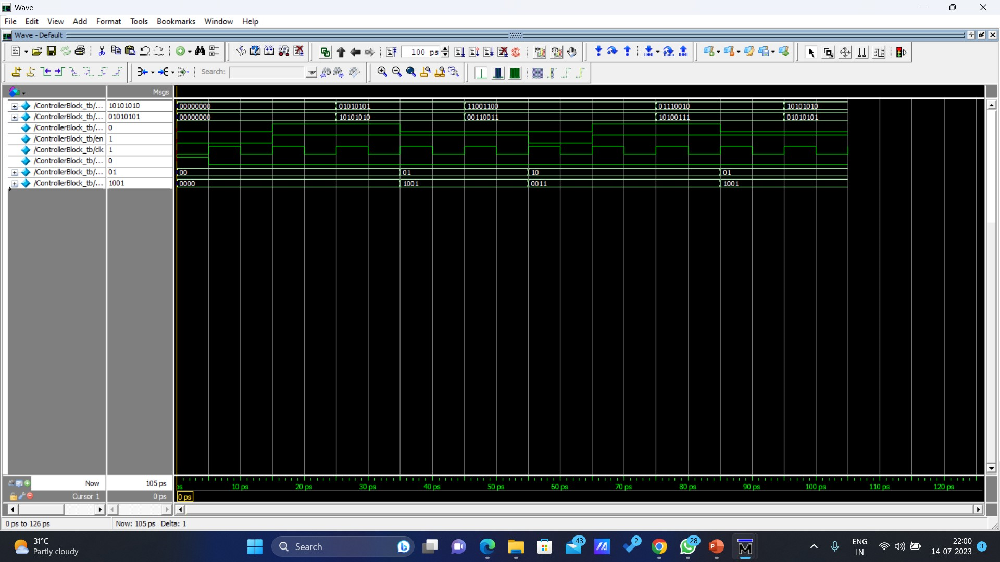 Wave
File Edit View Add Format Tools Bookmarks Window Help
Wave - Default
100 ps
Search:
Msgs
/ControllerBlock_tb/... 10101010 00000000 01010101 11001100 01110010 10101010
/ControllerBlock_tb/... 01010101 00000000 10101010 00110011 10100111 01010101
/ControllerBlock_tb/... 0
/ControllerBlock_tb/en 1
/ControllerBlock_tb/clk 1
/ControllerBlock_tb/... 0
/ControllerBlock_tb/... 01 00 01 10 01
/ControllerBlock_tb/... 1001 0000 1001 0011 1001
Now 105 ps ps 10 ps 20 ps 30 ps 40 ps 50 ps 60 ps 70 ps 80 ps 90 ps 100 ps 110 ps 120 ps
Cursor 1 0 ps 0 ps
0 ps to 126 ps Now: 105 ps Delta: 1
31°C
Partly cloudy
Search
43
2
28
ENG
IN
22:00
14-07-2023
3